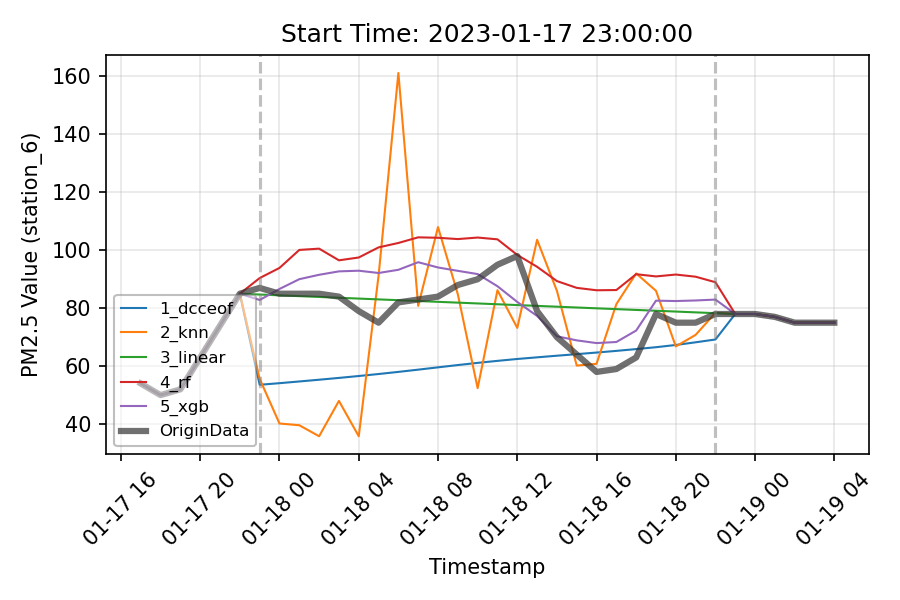 Start Time: 2023-01-17 23:00:00
PM2.5 Value (station_6)
160
140
120
100
80
60
40
1_dcceof
2_knn
3_linear
4_rf
5_xgb
OriginData
01-17 16
01-17 20
01-18 00
01-18 04
01-18 08
01-18 12
01-18 16
01-18 20
01-19 00
01-19 04
Timestamp